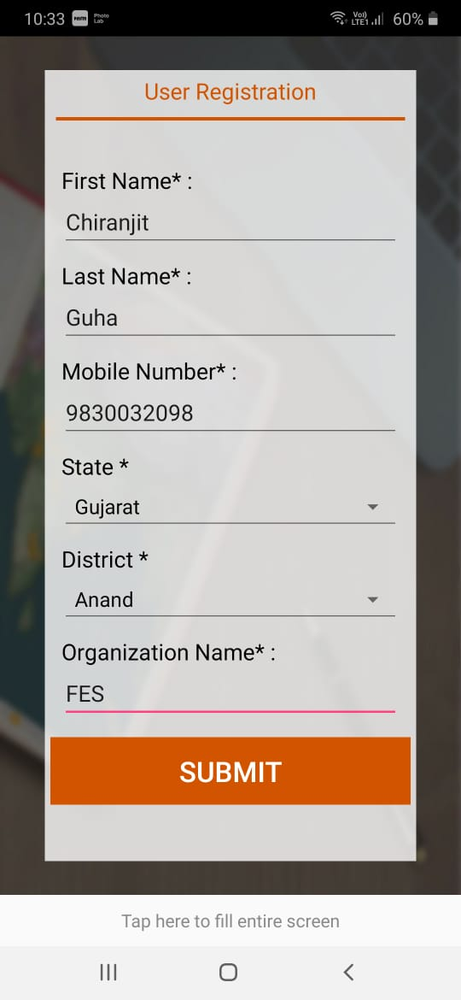 10:33 Paytm Photo Lab Vo)) LTE1 60%
User Registration
First Name* :
Chiranjit
Last Name* :
Guha
Mobile Number* :
9830032098
State *
Gujarat
District *
Anand
Organization Name* :
FES
SUBMIT
Tap here to fill entire screen